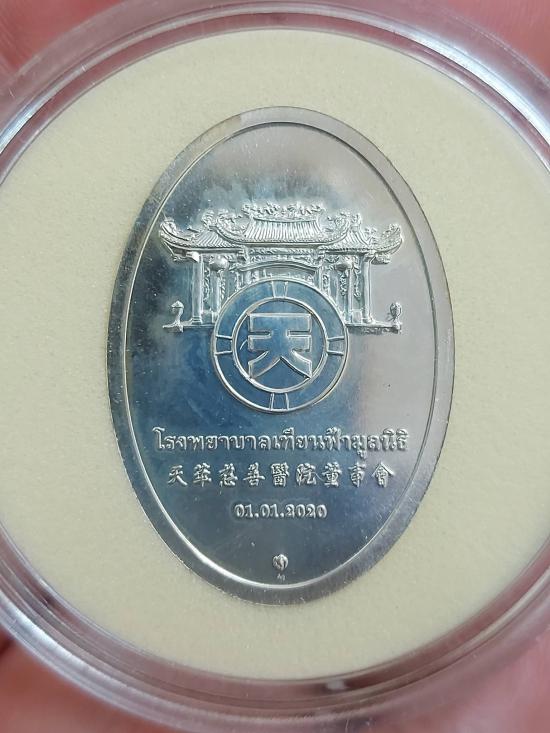 天
โรงพยาบาลเทียนฟ้ามูลนิธิ
天華慈善醫院董事會
01.01.2020